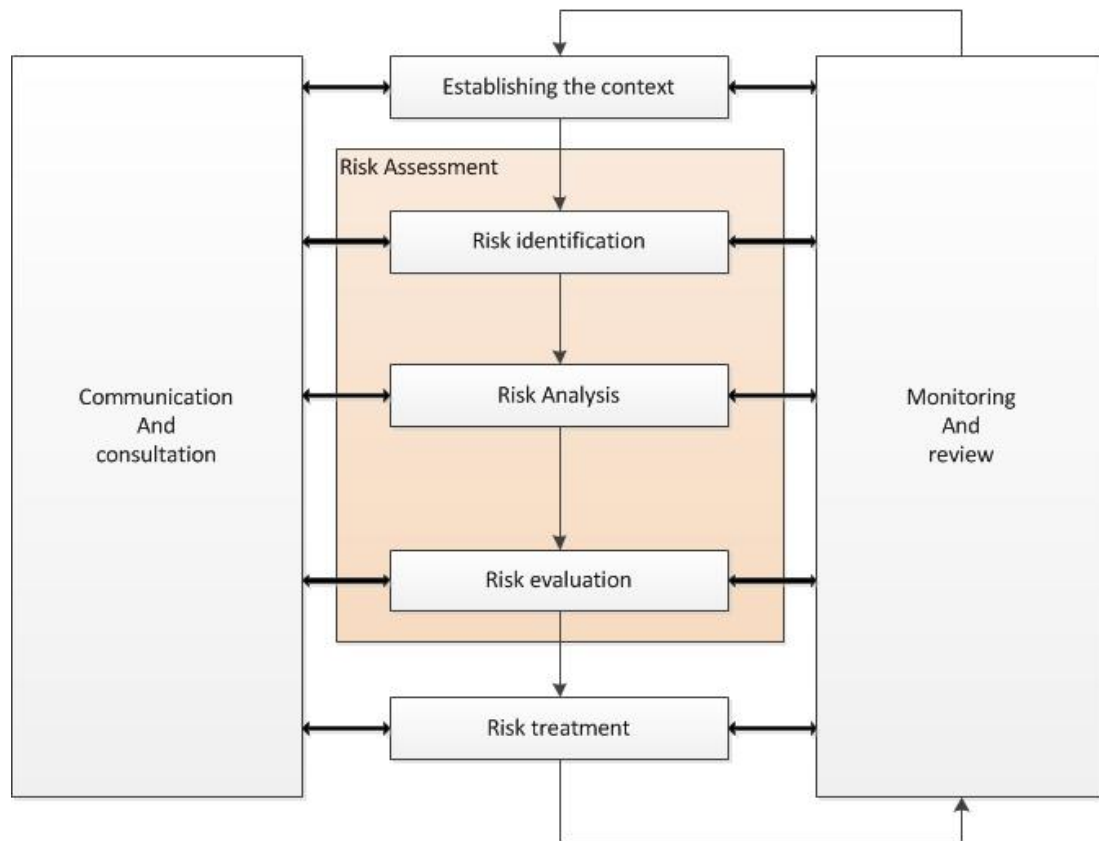 Establishing the context
Risk Assessment
Risk identification
Risk Analysis
Risk evaluation
Risk treatment
Communication
And
consultation
Monitoring
And
review